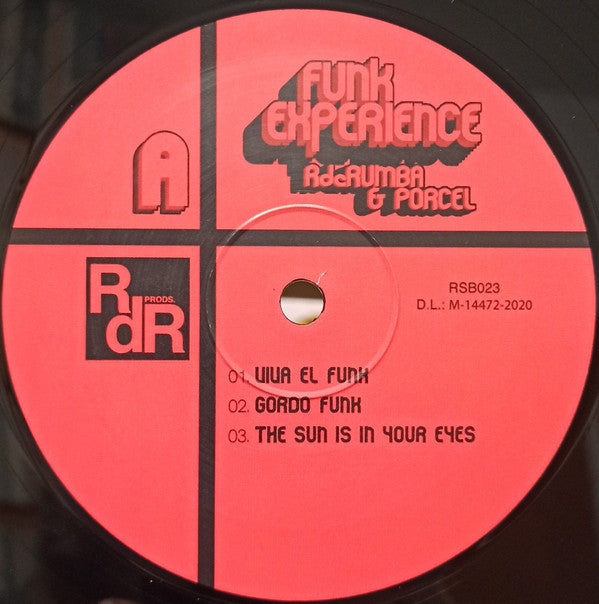 FUNK
EXPERIENCE
RdeRUMBA
& PORCEL
A
RdR
PRODS.
RSB023
D.L.: M-14472-2020
01. VIVA EL FUNK
02. GORDO FUNK
03. THE SUN IS IN YOUR EYES